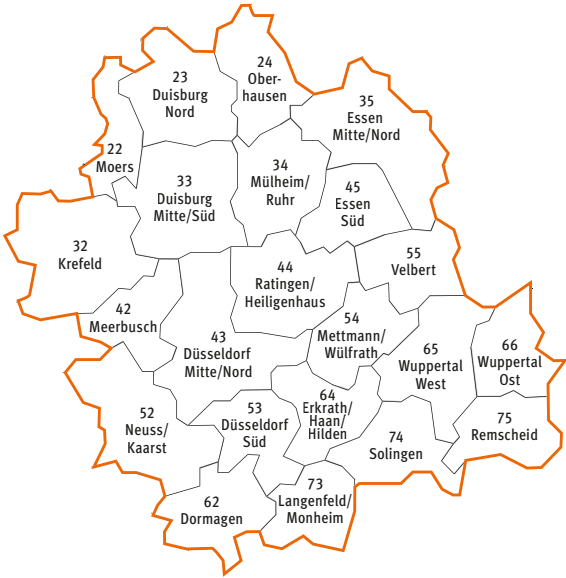 24
Ober-
hausen
23
Duisburg
Nord
35
Essen
Mitte/Nord
22
Moers
34
Mülheim/
Ruhr
33
Duisburg
Mitte/Süd
45
Essen
Süd
32
Krefeld
55
Velbert
44
Ratingen/
Heiligenhaus
42
Meerbusch
43
Düsseldorf
Mitte/Nord
54
Mettmann/
Wülfrath
65
Wuppertal
West
66
Wuppertal
Ost
52
Neuss/
Kaarst
53
Düsseldorf
Süd
64
Erkrath/
Haan/
Hilden
74
Solingen
75
Remscheid
62
Dormagen
73
Langenfeld/
Monheim